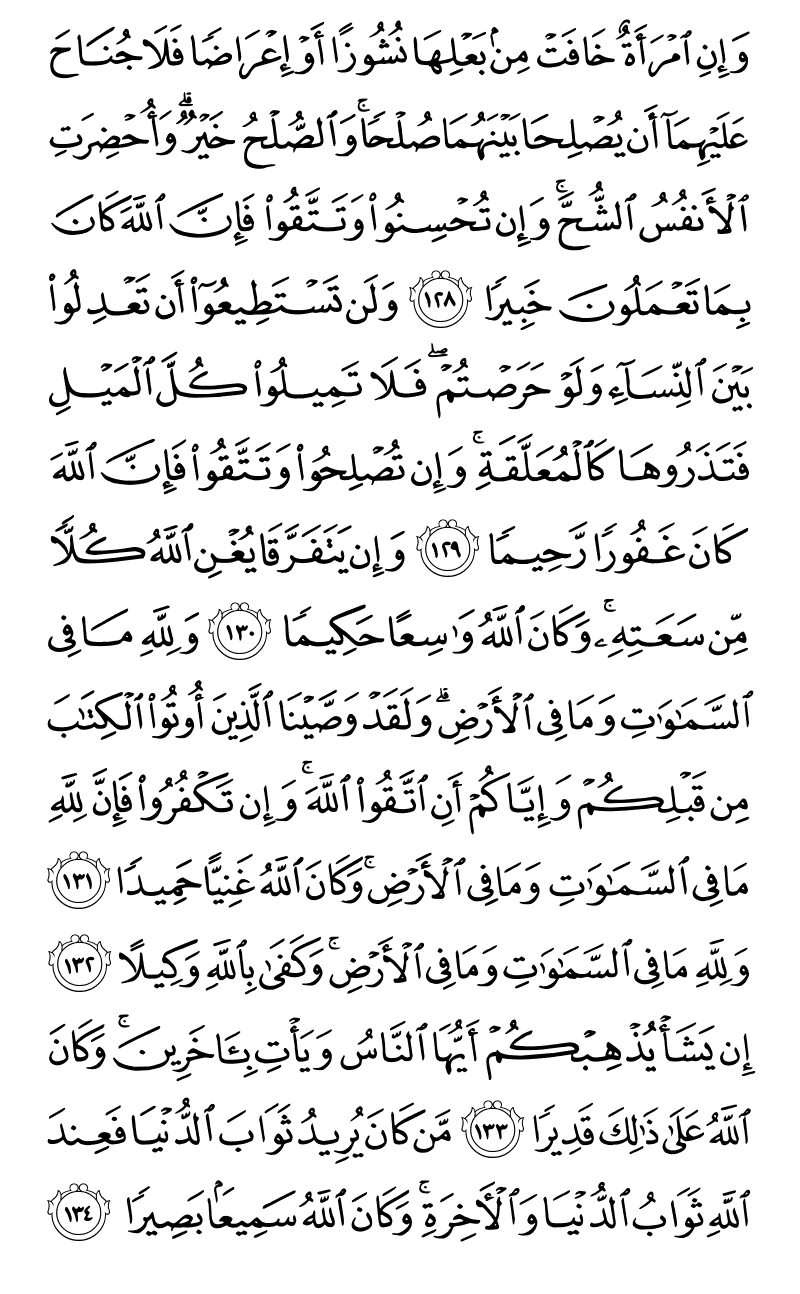 وَإِنِ ٱمْرَأَةٌ خَافَتْ مِنۢ بَعْلِهَا نُشُوزًا أَوْ إِعْرَاضًا فَلَا جُنَاحَ
عَلَيْهِمَآ أَن يُصْلِحَا بَيْنَهُمَا صُلْحًا ۚ وَٱلصُّلْحُ خَيْرٌ ۗ وَأُحْضِرَتِ
ٱلْأَنفُسُ ٱلشُّحَّ ۚ وَإِن تُحْسِنُوا۟ وَتَتَّقُوا۟ فَإِنَّ ٱللَّهَ كَانَ
بِمَا تَعْمَلُونَ خَبِيرًا ١٢٨ وَلَن تَسْتَطِيعُوٓا۟ أَن تَعْدِلُوا۟
بَيْنَ ٱلنِّسَآءِ وَلَوْ حَرَصْتُمْ ۖ فَلَا تَمِيلُوا۟ كُلَّ ٱلْمَيْلِ
فَتَذَرُوهَا كَٱلْمُعَلَّقَةِ ۚ وَإِن تُصْلِحُوا۟ وَتَتَّقُوا۟ فَإِنَّ ٱللَّهَ
كَانَ غَفُورًا رَّحِيمًا ١٢٩ وَإِن يَتَفَرَّقَا يُغْنِ ٱللَّهُ كُلًّا
مِّن سَعَتِهِۦ ۚ وَكَانَ ٱللَّهُ وَٰسِعًا حَكِيمًا ١٣٠ وَلِلَّهِ مَا فِى
ٱلسَّمَٰوَٰتِ وَمَا فِى ٱلْأَرْضِ ۗ وَلَقَدْ وَصَّيْنَا ٱلَّذِينَ أُوتُوا۟ ٱلْكِتَٰبَ
مِن قَبْلِكُمْ وَإِيَّاكُمْ أَنِ ٱتَّقُوا۟ ٱللَّهَ ۚ وَإِن تَكْفُرُوا۟ فَإِنَّ لِلَّهِ
مَا فِى ٱلسَّمَٰوَٰتِ وَمَا فِى ٱلْأَرْضِ ۚ وَكَانَ ٱللَّهُ غَنِيًّا حَمِيدًا ١٣١
وَلِلَّهِ مَا فِى ٱلسَّمَٰوَٰتِ وَمَا فِى ٱلْأَرْضِ ۚ وَكَفَىٰ بِٱللَّهِ وَكِيلًا ١٣٢
إِن يَشَأْ يُذْهِبْكُمْ أَيُّهَا ٱلنَّاسُ وَيَأْتِ بِـَٔاخَرِينَ ۚ وَكَانَ
ٱللَّهُ عَلَىٰ ذَٰلِكَ قَدِيرًا ١٣٣ مَّن كَانَ يُرِيدُ ثَوَابَ ٱلدُّنْيَا فَعِندَ
ٱللَّهِ ثَوَابُ ٱلدُّنْيَا وَٱلْـَٔاخِرَةِ ۚ وَكَانَ ٱللَّهُ سَمِيعًۢا بَصِيرًا ١٣٤